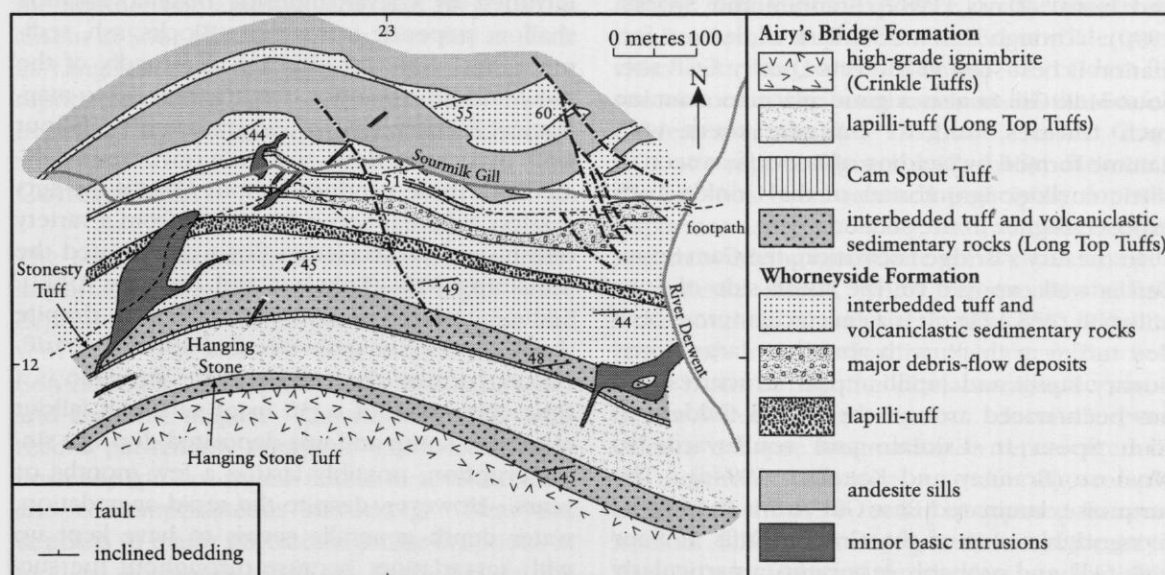 23
0 metres 100
N
44
55
60
Sourmilk Gill
51
footpath
Stonesty
Tuff
45
49
44
River Derwent
Hanging
Stone
48
12
Hanging Stone Tuff
45
fault
inclined bedding
Airy's Bridge Formation
high-grade ignimbrite
(Crinkle Tuffs)
lapilli-tuff (Long Top Tuffs)
Cam Spout Tuff
interbedded tuff and volcaniclastic
sedimentary rocks (Long Top Tuffs)
Whorneyside Formation
interbedded tuff and
volcaniclastic sedimentary rocks
major debris-flow deposits
lapilli-tuff
andesite sills
minor basic intrusions